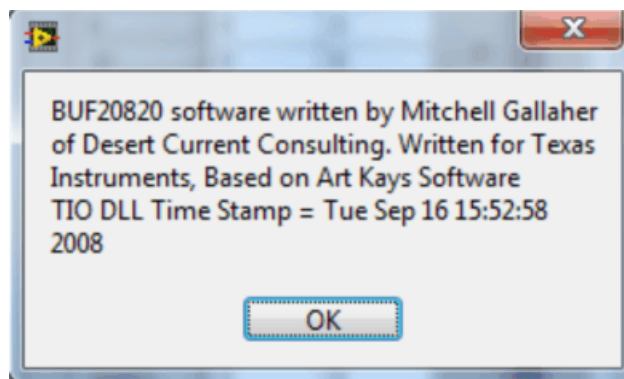 BUF20820 software written by Mitchell Gallaher
of Desert Current Consulting. Written for Texas
Instruments, Based on Art Kays Software
TIO DLL Time Stamp = Tue Sep 16 15:52:58
2008
OK